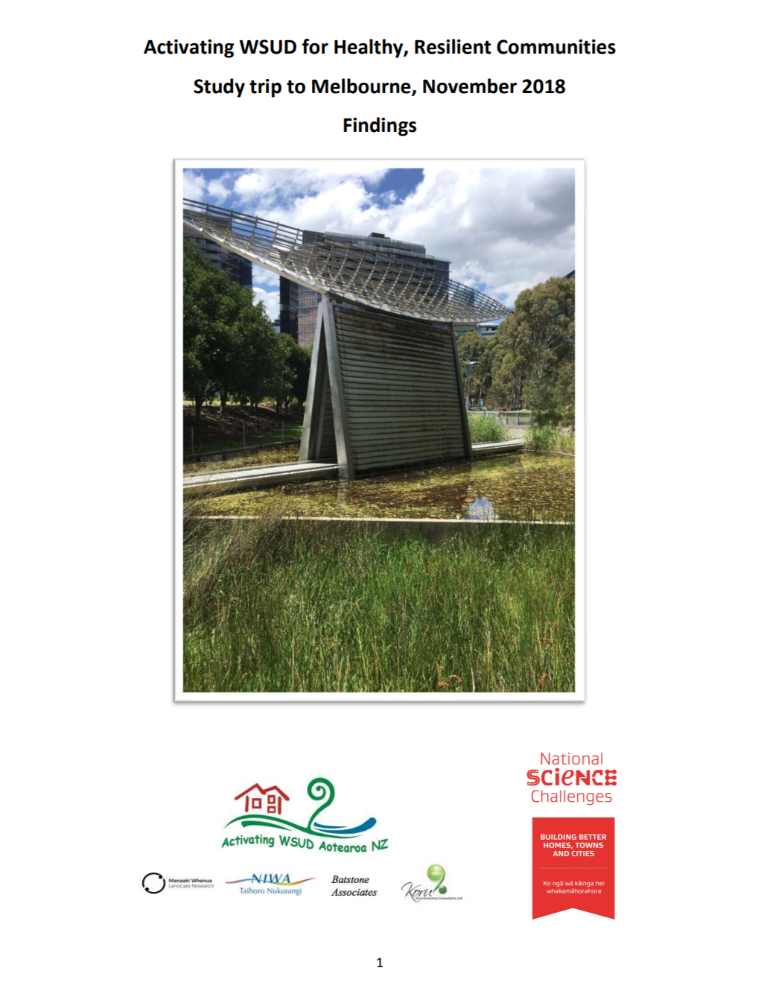 Activating WSUD for Healthy, Resilient Communities
Study trip to Melbourne, November 2018
Findings
National
SCiENCE
Challenges
Activating WSUD Aotearoa NZ
BUILDING BETTER
HOMES, TOWNS
AND CITIES
Ko ngā wā kāinga hei
whakamāhorahora
Manaaki Whenua
Landcare Research
NIWA
Taihoro Nukurangi
Batstone
Associates
Koru
Environmental Consultants Ltd
1